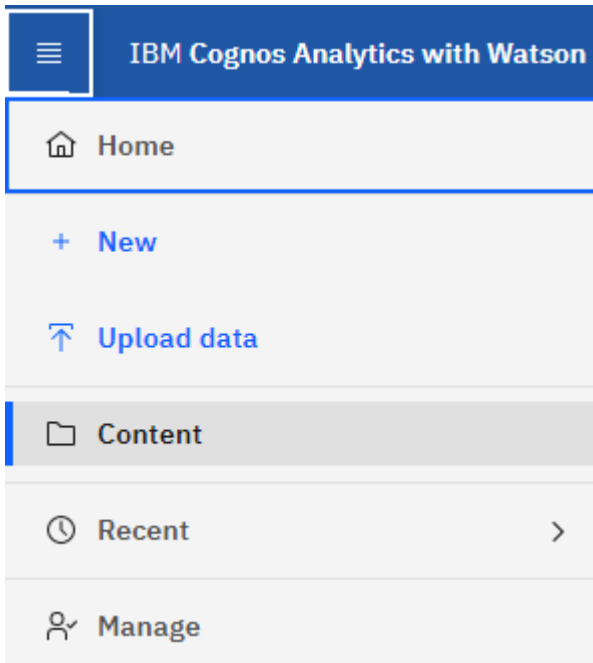 IBM Cognos Analytics with Watson
Home
New
Upload data
Content
Recent
Manage